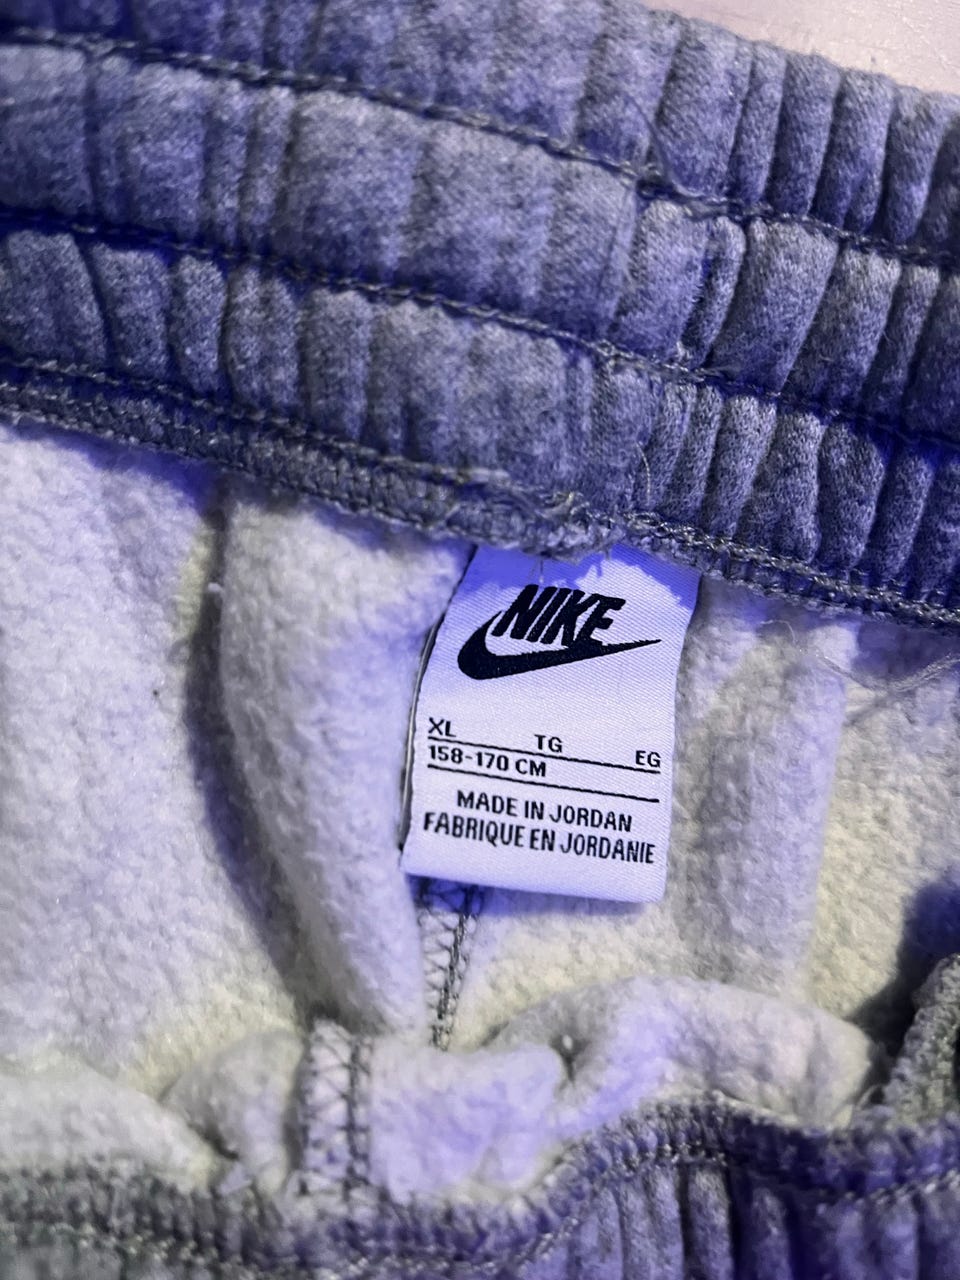 NIKE
XL TG EG
158-170 CM
MADE IN JORDAN
FABRIQUE EN JORDANIE